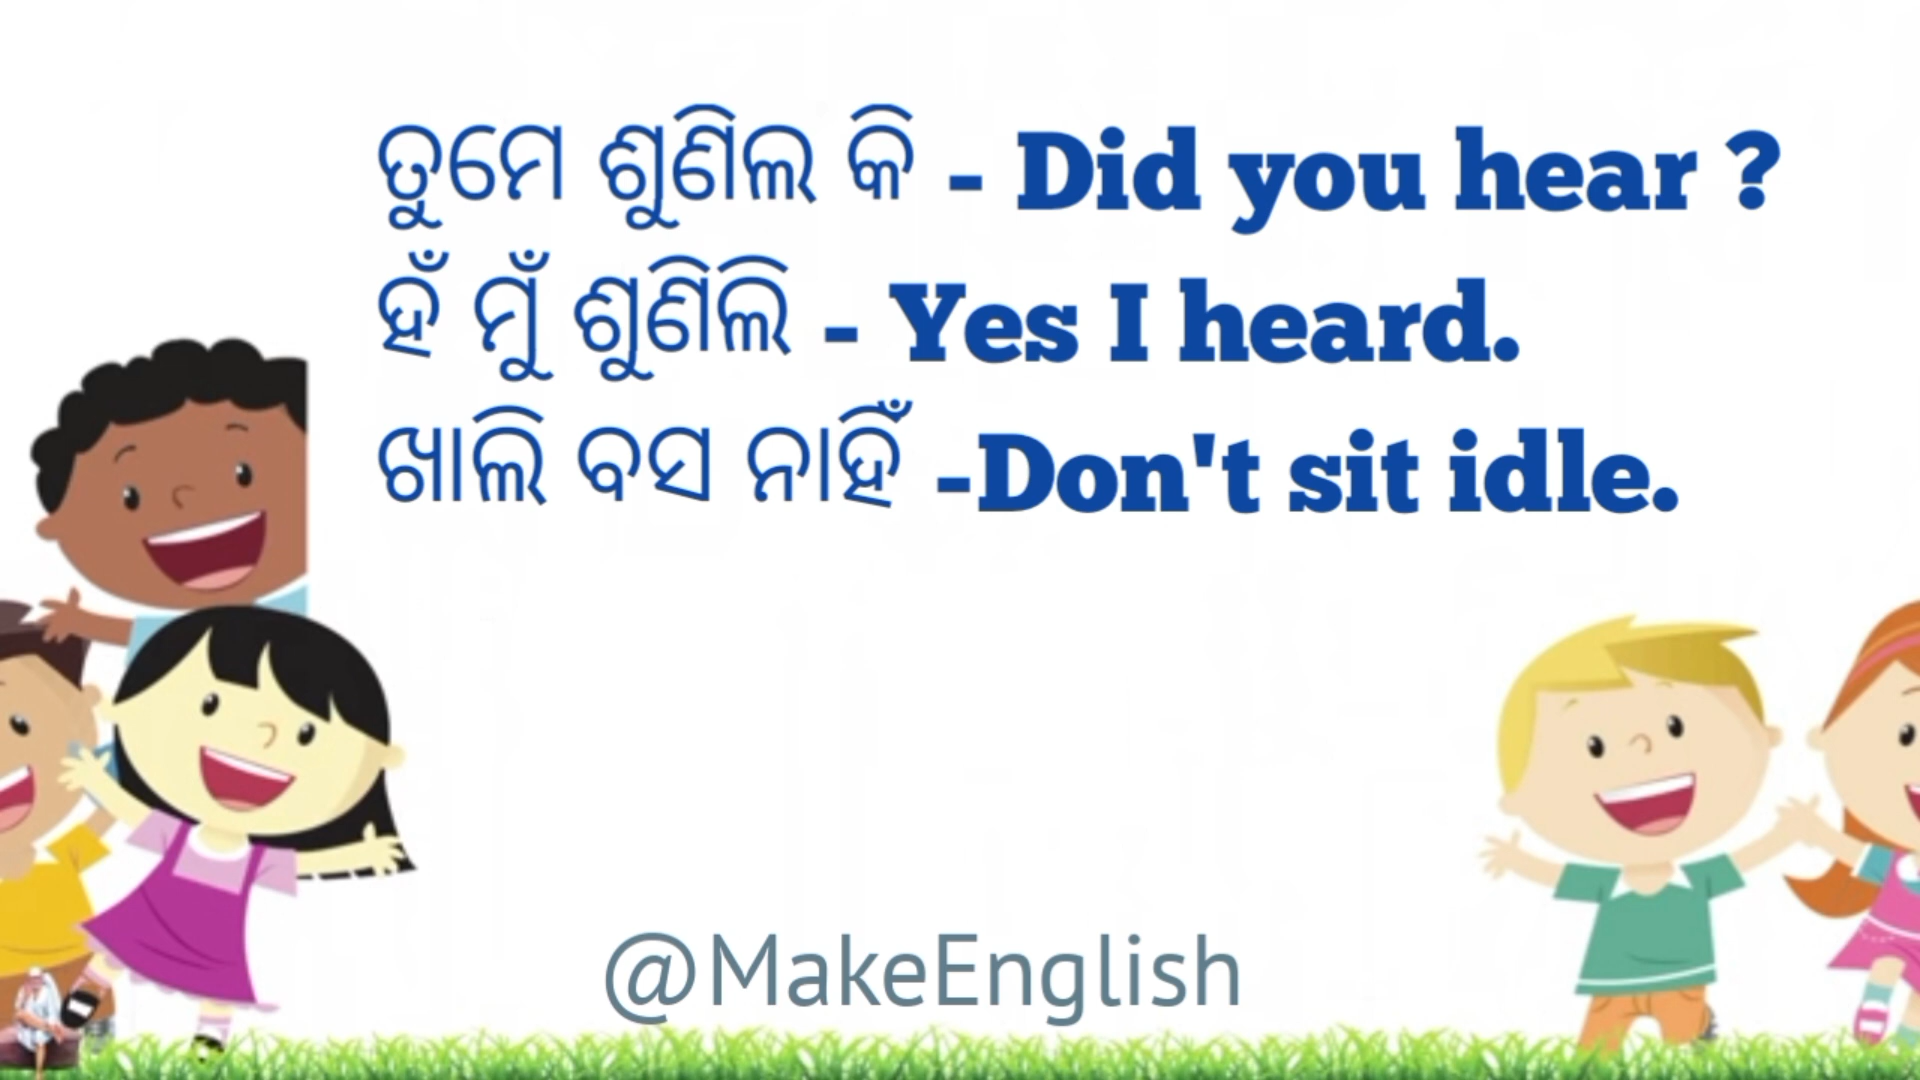 ତୁମେ ଶୁଣିଲ କି - Did you hear ?
ହଁ ମୁଁ ଶୁଣିଲି - Yes I heard.
ଖାଲି ବସ ନାହିଁ -Don't sit idle.
@MakeEnglish